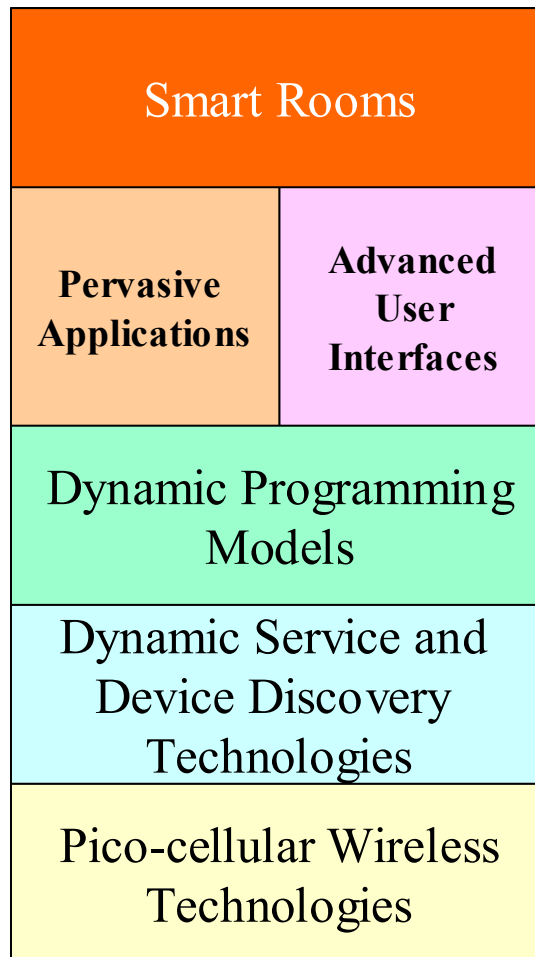 Smart Rooms
Pervasive
Applications
Advanced
User
Interfaces
Dynamic Programming
Models
Dynamic Service and
Device Discovery
Technologies
Pico-cellular Wireless
Technologies